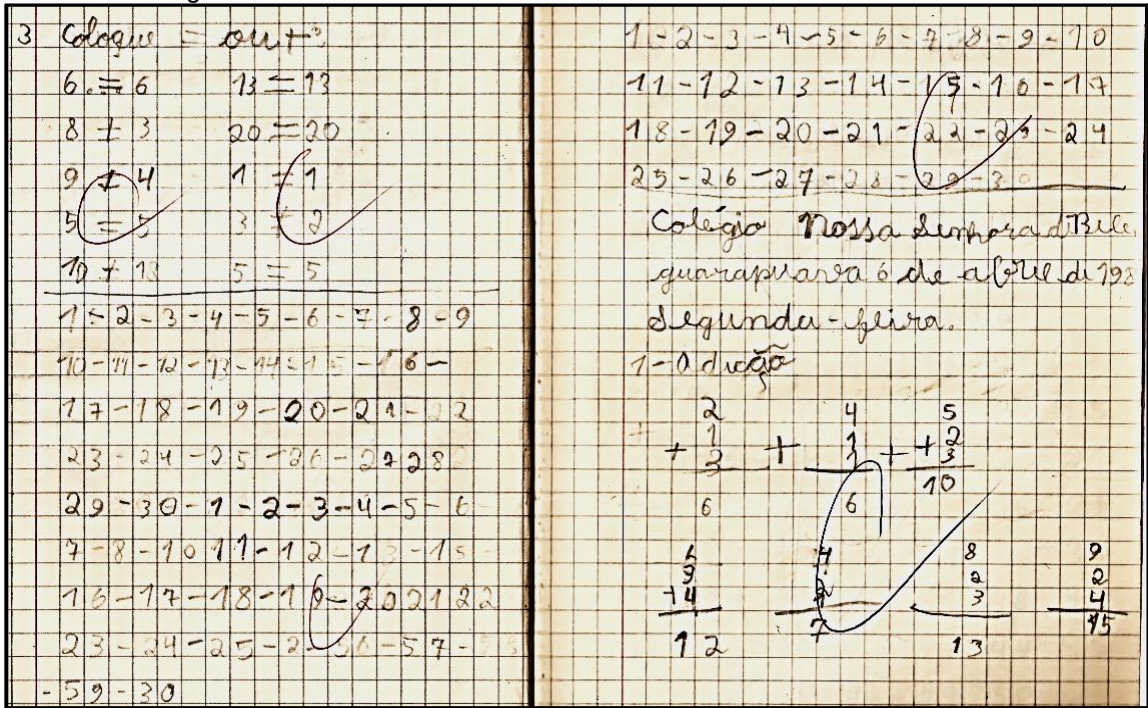 3 Coloque = ou ≠
6 = 6 13 = 13
8 ≠ 3 20 = 20
9 ≠ 4 1 = 1
5 = 5 3 ≠ 2
10 ≠ 13 5 = 5
1-2-3-4-5-6-7-8-9
10-11-12-13-14-15-16-
17-18-19-20-21-22
23-24-25-26-27 28
29-30-1-2-3-4-5-6-
7-8-10 11-12-13-15-
16-17-18-19-20 21 22
23-24-25-2-56-57-
-59-30
1-2-3-4-5-6-7-8-9-10
11-12-13-14-15-16-17
18-19-20-21-22-23-24
25-26-27-28-29-30
Colégio Nossa Senhora d Bele
guarapuava 6 de abril de 198
Segunda-feira.
1-Adição
2 4 5
+ 1 + 1 + 2
3 3
10
6 6
8 9
2 2
+4 3 4
12 7 13 15